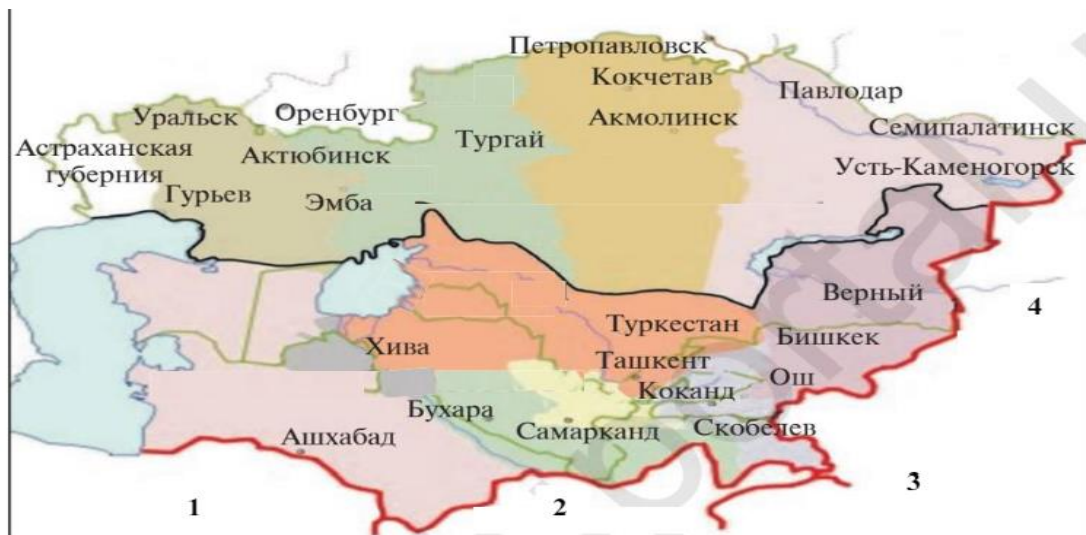 Петропавловск
Кокчетав
Павлодар
Уральск
Оренбург
Акмолинск
Семипалатинск
Астраханская
губерния
Актюбинск
Тургай
Усть-Каменогорск
Гурьев
Эмба
Верный
4
Туркестан
Бишкек
Хива
Ташкент
Ош
Коканд
Бухара
Самарканд
Скобелев
Ашхабад
3
1
2